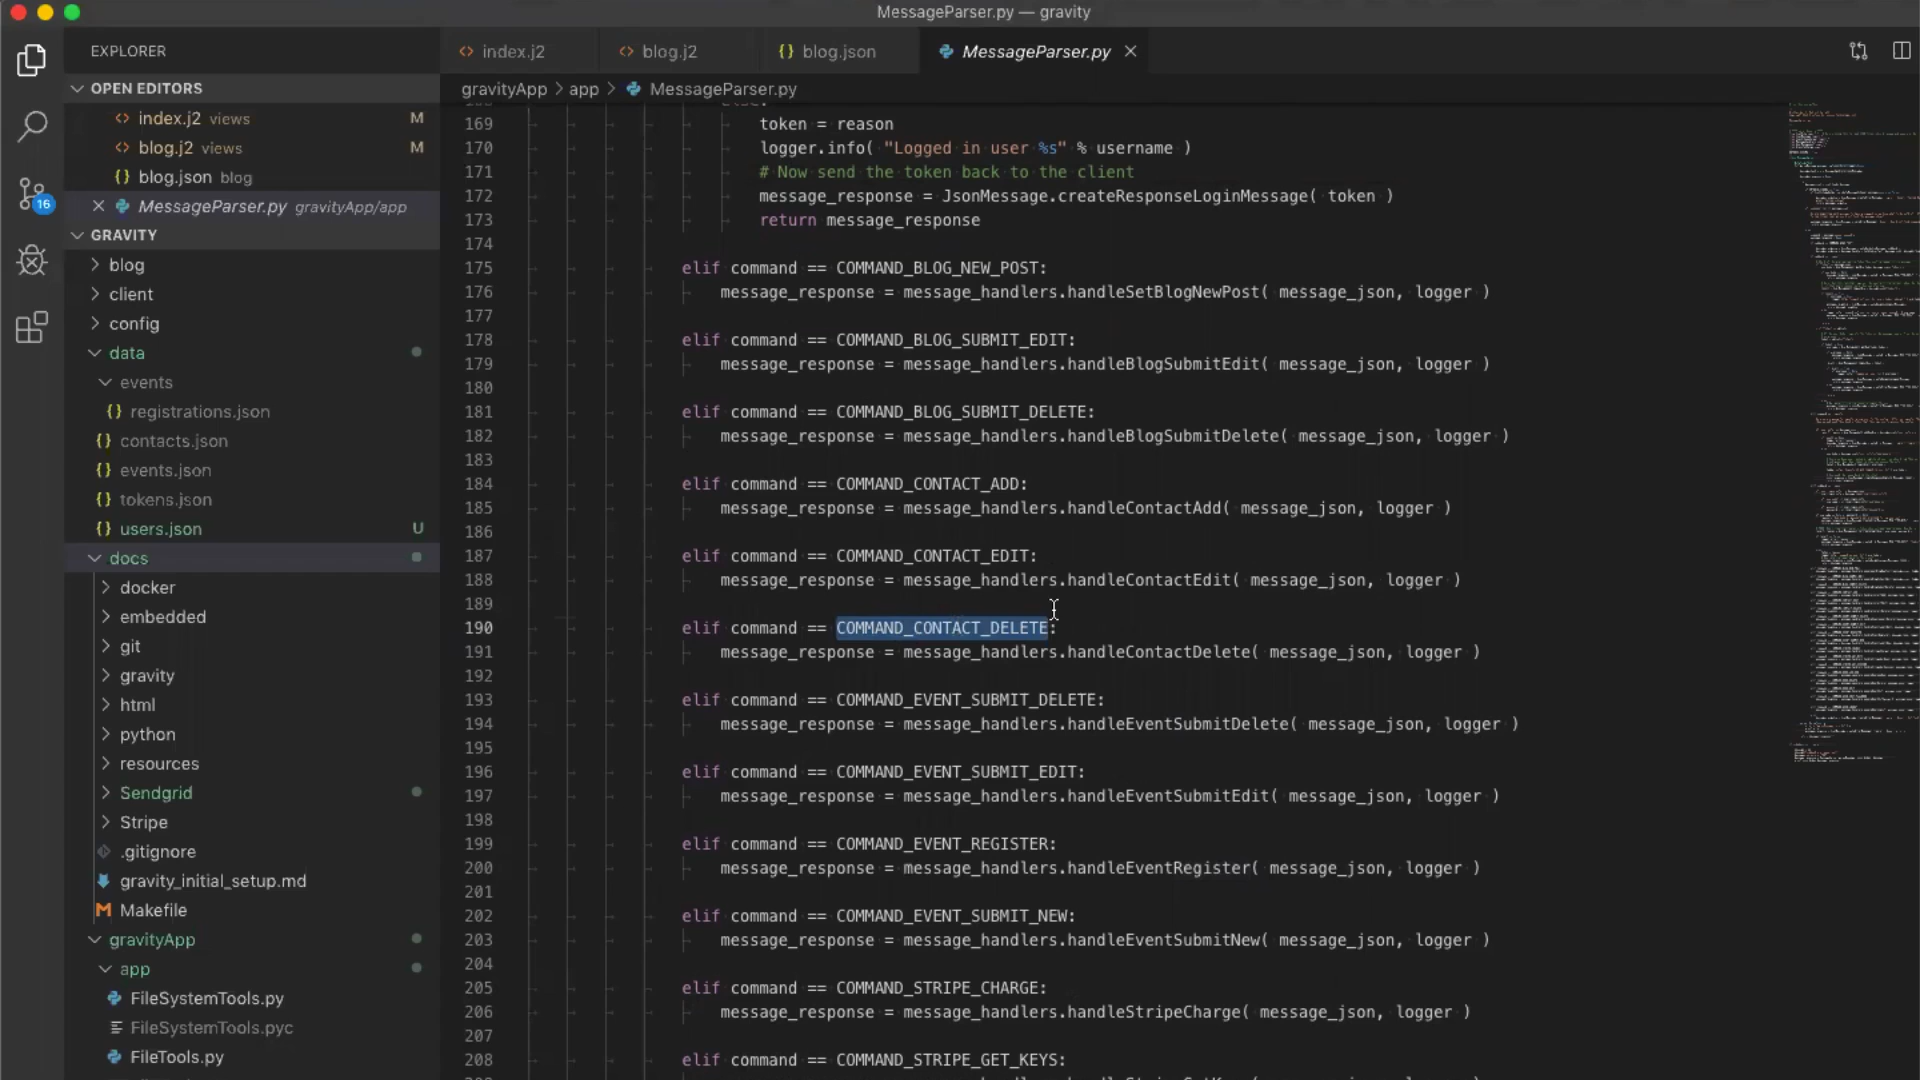 MessageParser.py — gravity
EXPLORER
OPEN EDITORS
index.j2 views M
blog.j2 views M
blog.json blog
MessageParser.py gravityApp/app
GRAVITY
blog
client
config
data
events
registrations.json
contacts.json
events.json
tokens.json
users.json U
docs
docker
embedded
git
gravity
html
python
resources
Sendgrid
Stripe
.gitignore
gravity_initial_setup.md
Makefile
gravityApp
app
FileSystemTools.py
FileSystemTools.pyc
FileTools.py
16
index.j2
blog.j2
blog.json
MessageParser.py
gravityApp > app > MessageParser.py
169 token = reason
170 logger.info( "Logged in user %s" % username )
171 # Now send the token back to the client
172 message_response = JsonMessage.createResponseLoginMessage( token )
173 return message_response
174
175 elif command == COMMAND_BLOG_NEW_POST:
176 message_response = message_handlers.handleSetBlogNewPost( message_json, logger )
177
178 elif command == COMMAND_BLOG_SUBMIT_EDIT:
179 message_response = message_handlers.handleBlogSubmitEdit( message_json, logger )
180
181 elif command == COMMAND_BLOG_SUBMIT_DELETE:
182 message_response = message_handlers.handleBlogSubmitDelete( message_json, logger )
183
184 elif command == COMMAND_CONTACT_ADD:
185 message_response = message_handlers.handleContactAdd( message_json, logger )
186
187 elif command == COMMAND_CONTACT_EDIT:
188 message_response = message_handlers.handleContactEdit( message_json, logger )
189
190 elif command == COMMAND_CONTACT_DELETE:
191 message_response = message_handlers.handleContactDelete( message_json, logger )
192
193 elif command == COMMAND_EVENT_SUBMIT_DELETE:
194 message_response = message_handlers.handleEventSubmitDelete( message_json, logger )
195
196 elif command == COMMAND_EVENT_SUBMIT_EDIT:
197 message_response = message_handlers.handleEventSubmitEdit( message_json, logger )
198
199 elif command == COMMAND_EVENT_REGISTER:
200 message_response = message_handlers.handleEventRegister( message_json, logger )
201
202 elif command == COMMAND_EVENT_SUBMIT_NEW:
203 message_response = message_handlers.handleEventSubmitNew( message_json, logger )
204
205 elif command == COMMAND_STRIPE_CHARGE:
206 message_response = message_handlers.handleStripeCharge( message_json, logger )
207
208 elif command == COMMAND_STRIPE_GET_KEYS: